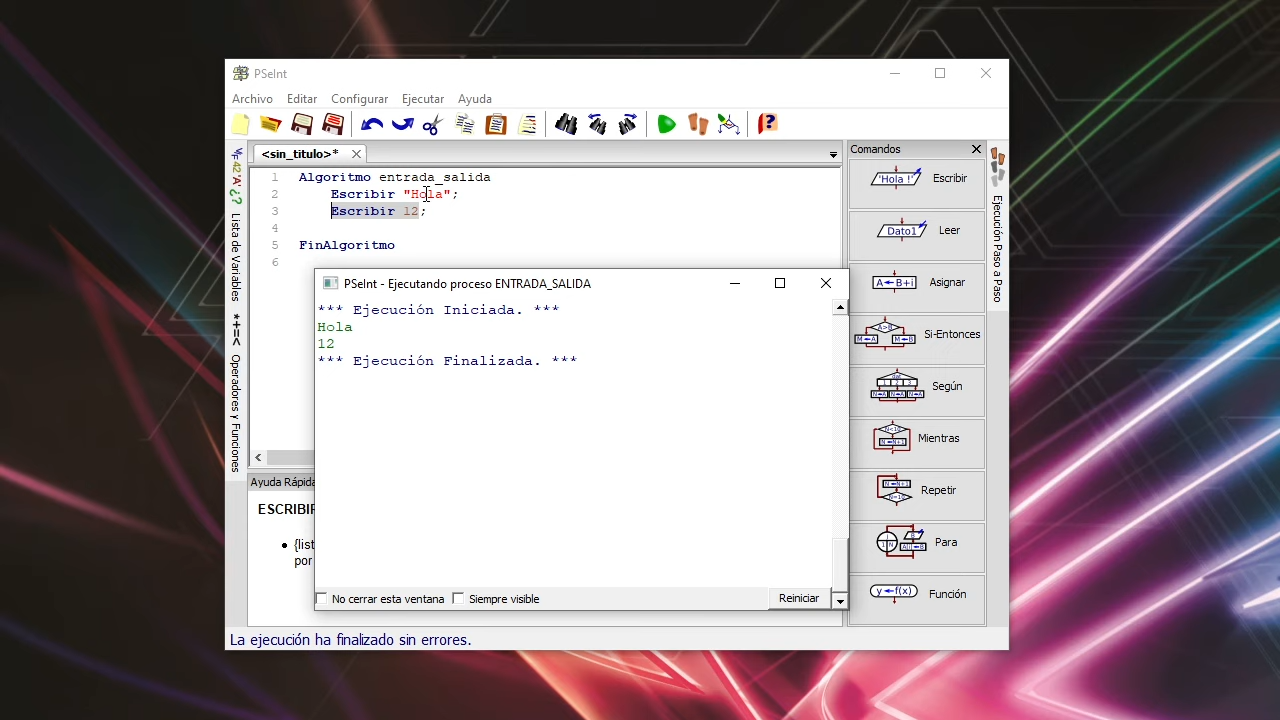 PSeInt
Archivo Editar Configurar Ejecutar Ayuda
<sin_titulo>*
1 Algoritmo entrada_salida
2 Escribir "Hola";
3 Escribir 12;
4
5 FinAlgoritmo
6
Lista de Variables
Operadores y Funciones
PSeInt - Ejecutando proceso ENTRADA_SALIDA
*** Ejecución Iniciada. ***
Hola
12
*** Ejecución Finalizada. ***
No cerrar esta ventana Siempre visible Reiniciar
Ayuda Rápida
ESCRIBIR
{list
por
Comandos
'Hola !' Escribir
Dato1 Leer
A←B+i Asignar
Si-Entonces
Según
Mientras
Repetir
Para
y←f(x) Función
Ejecución Paso a Paso
La ejecución ha finalizado sin errores.